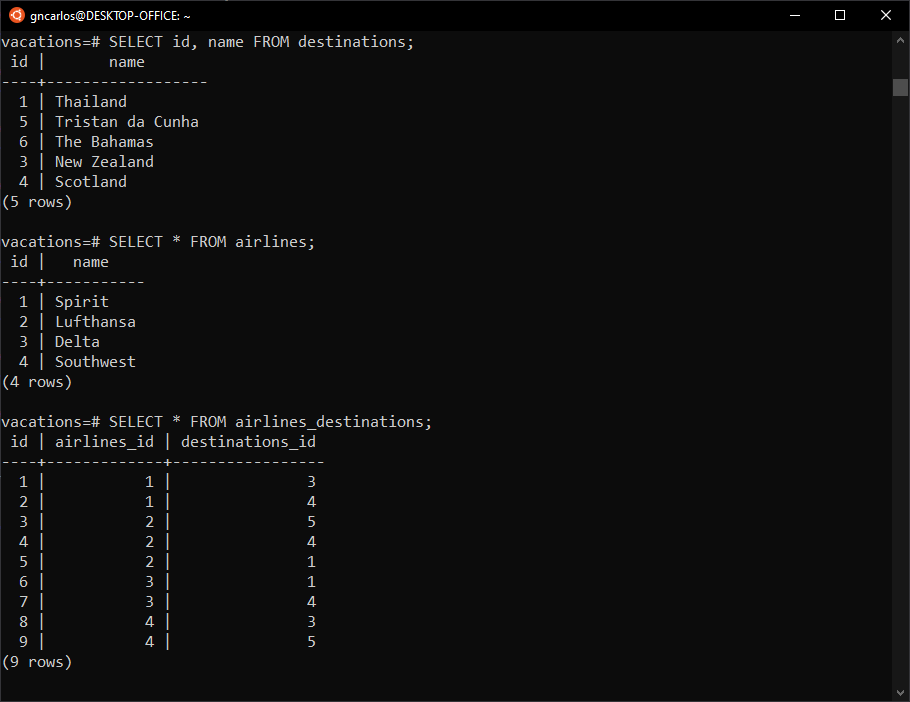 gncarlos@DESKTOP-OFFICE: ~
vacations=# SELECT id, name FROM destinations;
 id |       name
----+------------------
  1 | Thailand
  5 | Tristan da Cunha
  6 | The Bahamas
  3 | New Zealand
  4 | Scotland
(5 rows)

vacations=# SELECT * FROM airlines;
 id |   name
----+-----------
  1 | Spirit
  2 | Lufthansa
  3 | Delta
  4 | Southwest
(4 rows)

vacations=# SELECT * FROM airlines_destinations;
 id | airlines_id | destinations_id
----+-------------+-----------------
  1 |           1 |               3
  2 |           1 |               4
  3 |           2 |               5
  4 |           2 |               4
  5 |           2 |               1
  6 |           3 |               1
  7 |           3 |               4
  8 |           4 |               3
  9 |           4 |               5
(9 rows)